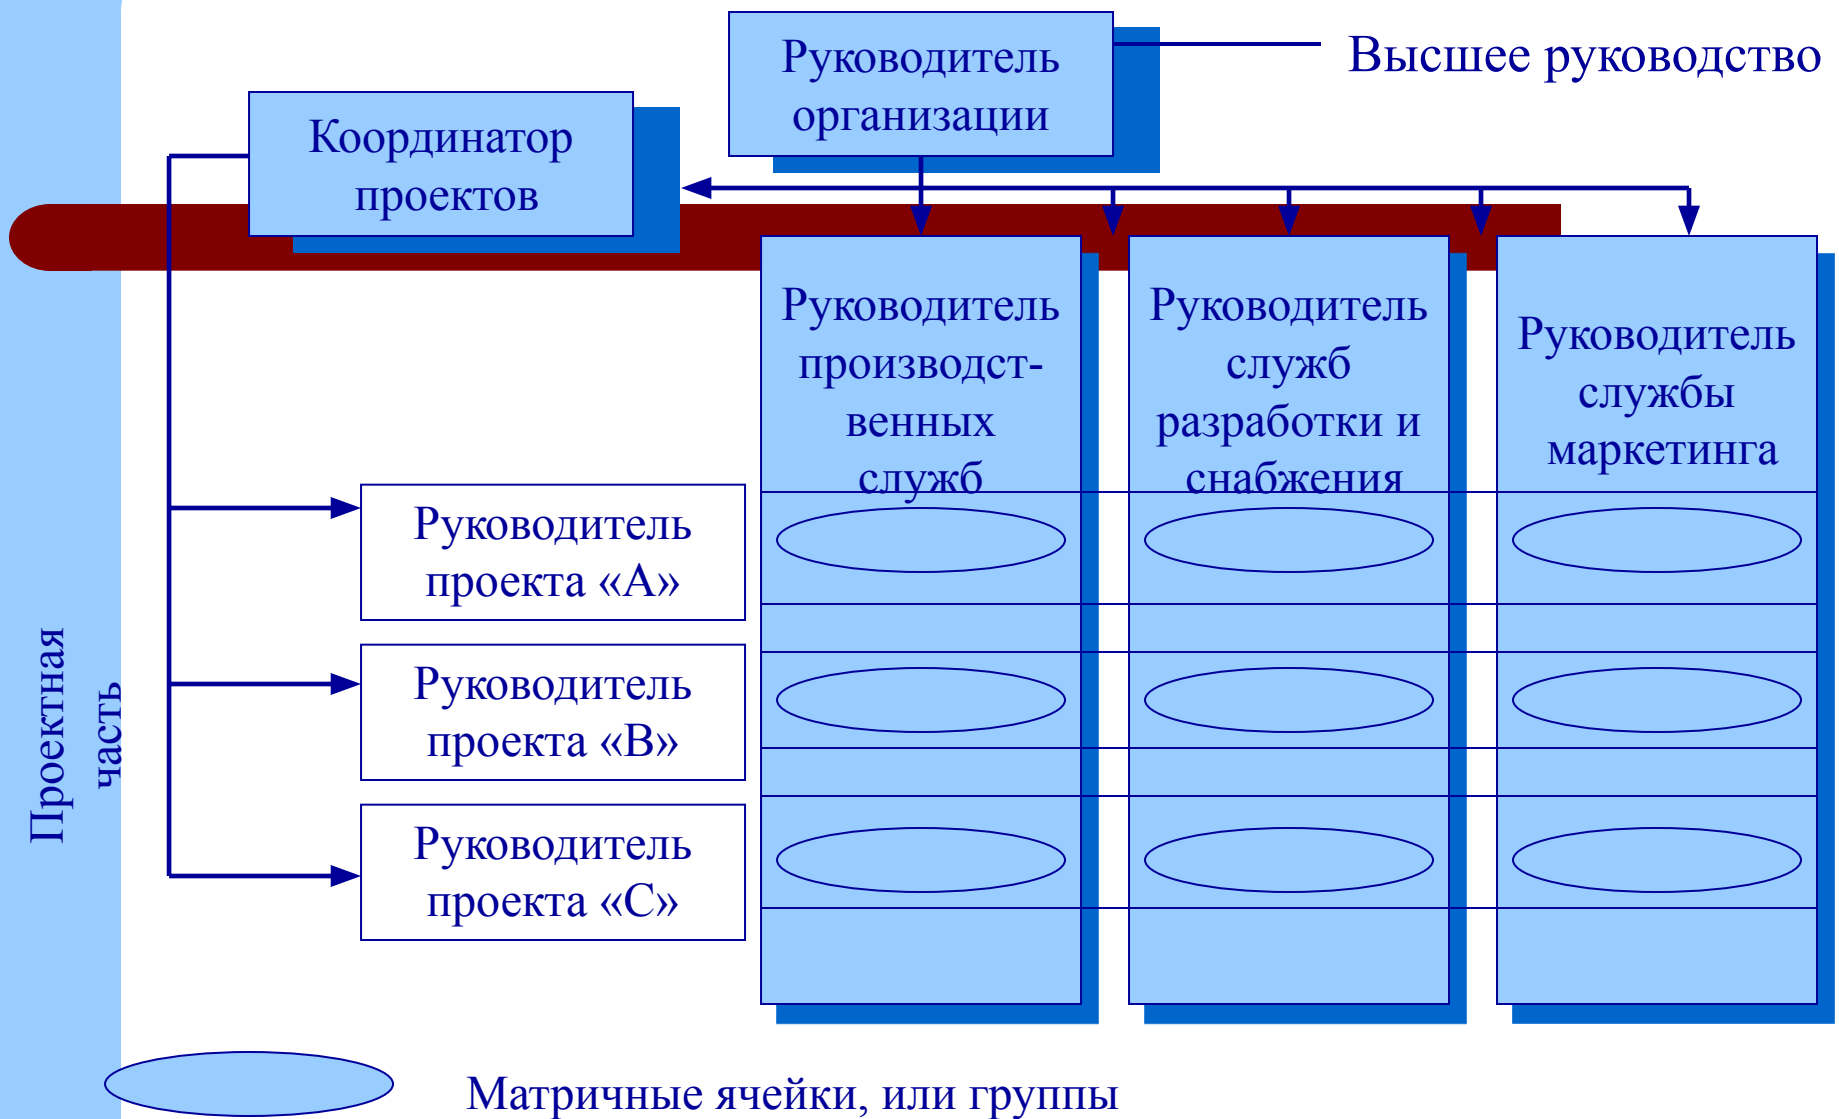 Руководитель
организации
Высшее руководство
Координатор
проектов
Руководитель
производст-
венных
служб
Руководитель
служб
разработки и
снабжения
Руководитель
службы
маркетинга
Руководитель
проекта «А»
Руководитель
проекта «В»
Руководитель
проекта «С»
Проектная
часть
Матричные ячейки, или группы